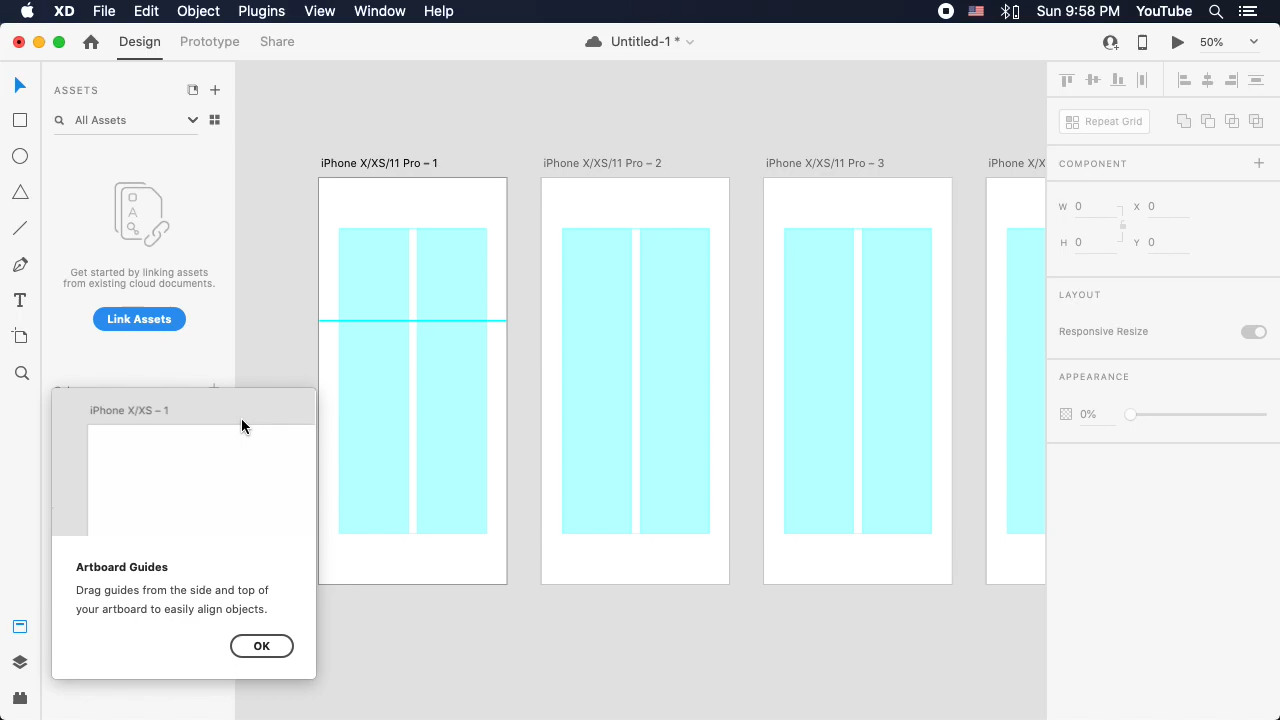 XD File Edit Object Plugins View Window Help Sun 9:58 PM YouTube
Design Prototype Share Untitled-1 * 50%
ASSETS
All Assets
Get started by linking assets
from existing cloud documents.
Link Assets
iPhone X/XS – 1
Artboard Guides
Drag guides from the side and top of
your artboard to easily align objects.
OK
iPhone X/XS/11 Pro – 1 iPhone X/XS/11 Pro – 2 iPhone X/XS/11 Pro – 3 iPhone X/X
Repeat Grid
COMPONENT
W 0 X 0
H 0 Y 0
LAYOUT
Responsive Resize
APPEARANCE
0%